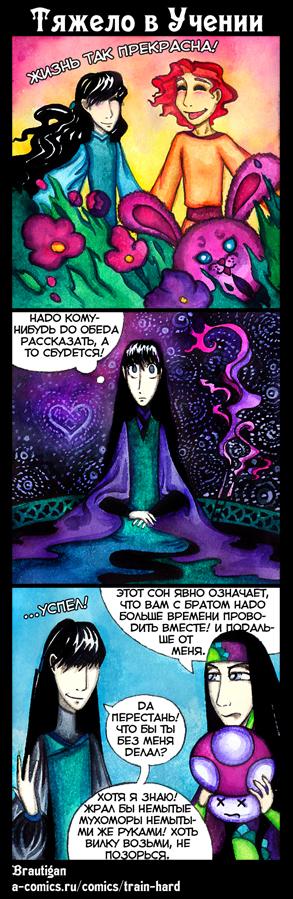 Тяжело в Учении
ЖИЗНЬ ТАК ПРЕКРАСНА!
НАДО КОМУ-
НИБУДЬ ДО ОБЕДА
РАССКАЗАТЬ, А
ТО СБУДЕТСЯ!
...УСПЕЛ!
ЭТОТ СОН ЯВНО ОЗНАЧАЕТ,
ЧТО ВАМ С БРАТОМ НАДО
БОЛЬШЕ ВРЕМЕНИ ПРОВО-
ДИТЬ ВМЕСТЕ! И ПОДАЛЬ-
ШЕ ОТ
МЕНЯ.
ДА
ПЕРЕСТАНЬ!
ЧТО БЫ ТЫ
БЕЗ МЕНЯ
ДЕЛАЛ?
ХОТЯ Я ЗНАЮ!
ЖРАЛ БЫ НЕМЫТЫЕ
МУХОМОРЫ НЕМЫТЫ-
МИ ЖЕ РУКАМИ! ХОТЬ
ВИЛКУ ВОЗЬМИ, НЕ
ПОЗОРЬСЯ.
Brautigan
a-comics.ru/comics/train-hard